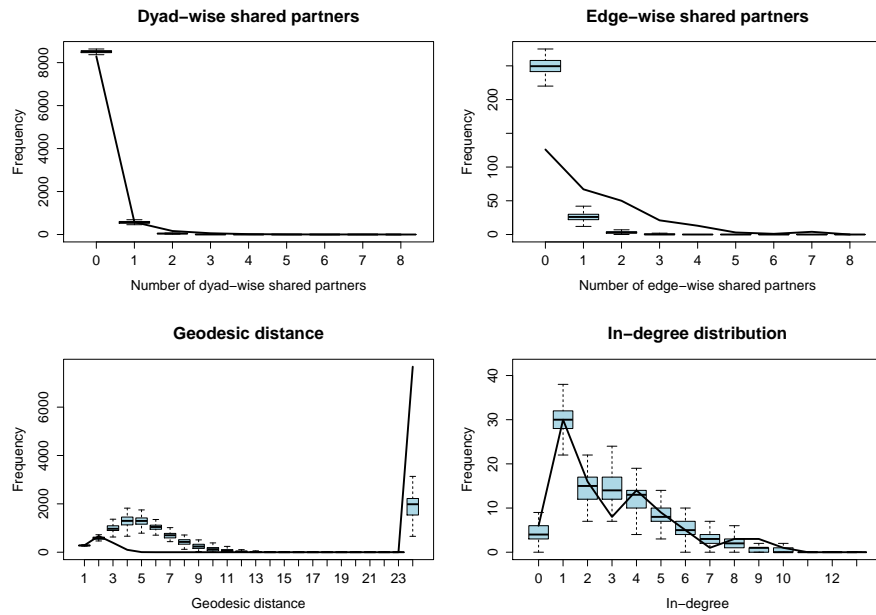 Dyad−wise shared partners
Frequency
0 2000 4000 6000 8000
0 1 2 3 4 5 6 7 8
Number of dyad−wise shared partners
Edge−wise shared partners
Frequency
0 50 100 200
0 1 2 3 4 5 6 7 8
Number of edge−wise shared partners
Geodesic distance
Frequency
0 2000 4000 6000
1 3 5 7 9 11 13 15 17 19 21 23
Geodesic distance
In−degree distribution
Frequency
0 10 20 30 40
0 1 2 3 4 5 6 7 8 9 10 12
In−degree